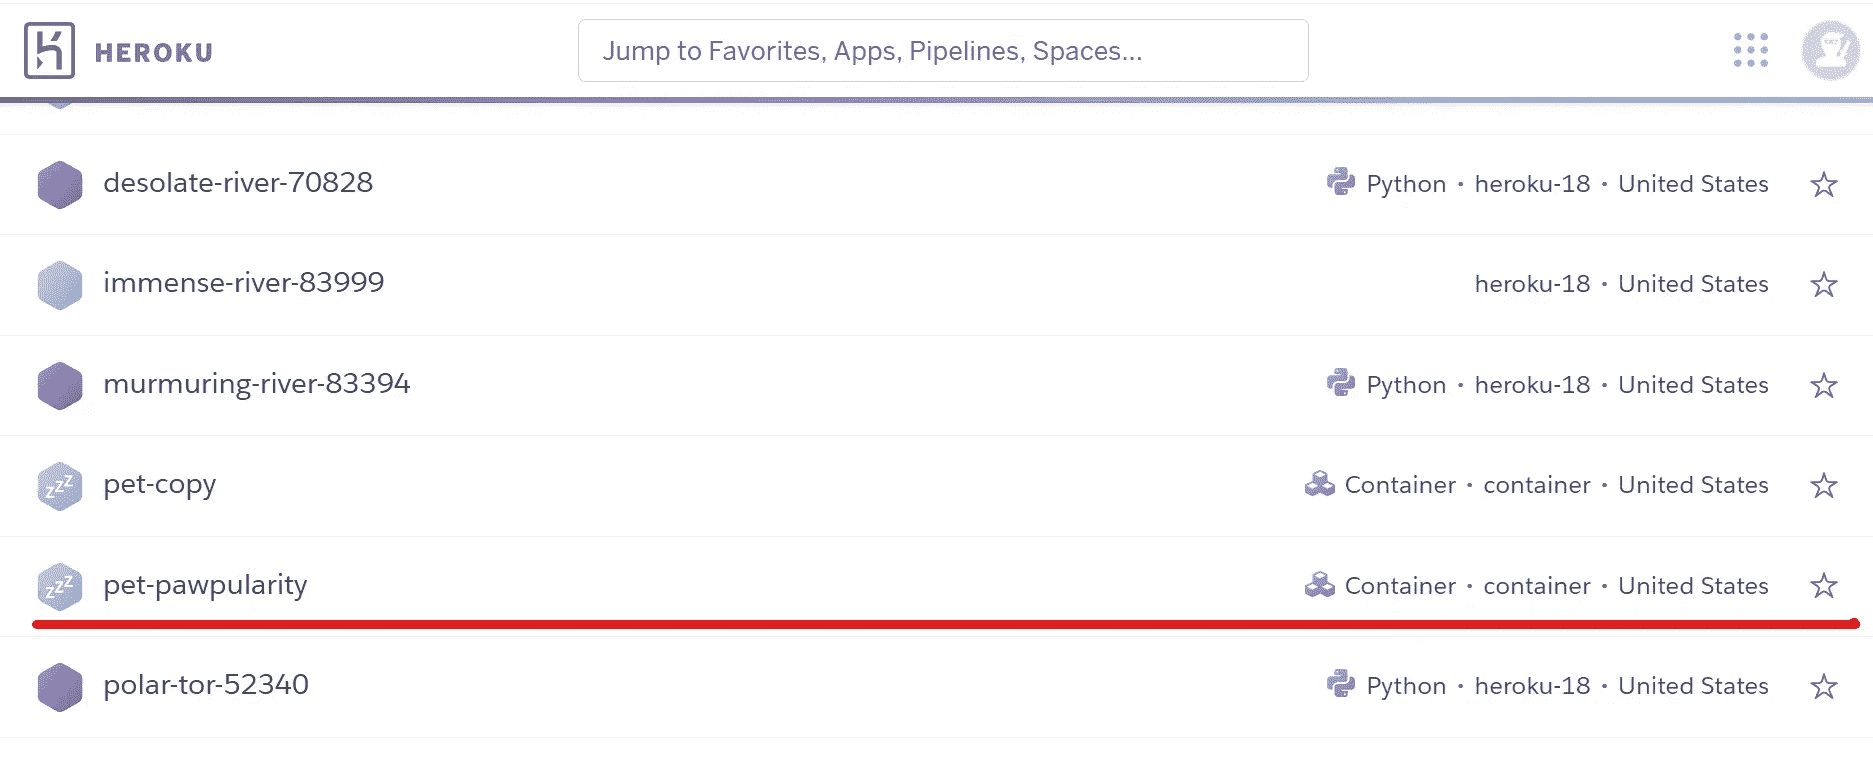 HEROKU
Jump to Favorites, Apps, Pipelines, Spaces...
desolate-river-70828 Python · heroku-18 · United States
immense-river-83999 heroku-18 · United States
murmuring-river-83394 Python · heroku-18 · United States
zzz pet-copy Container · container · United States
zzz pet-pawpularity Container · container · United States
polar-tor-52340 Python · heroku-18 · United States